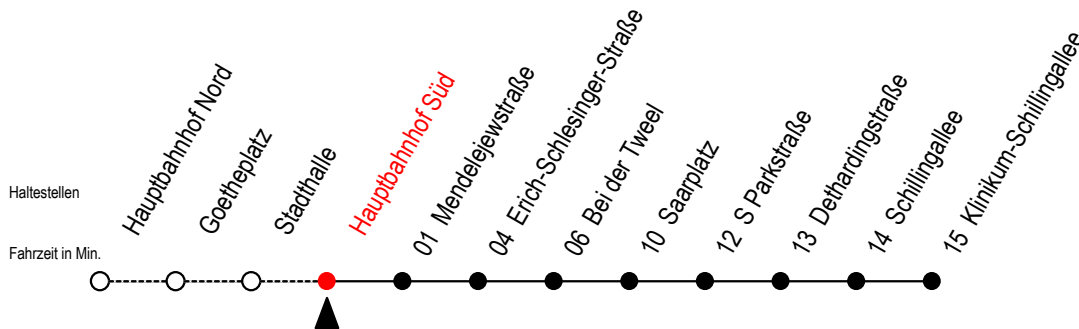 Haltestellen
Fahrzeit in Min.
Hauptbahnhof Nord
Goetheplatz
Stadthalle
Hauptbahnhof Süd
01 Mendelejewstraße
04 Erich-Schlesinger-Straße
06 Bei der Tweel
10 Saarplatz
12 S Parkstraße
13 Dethardingstraße
14 Schillingallee
15 Klinikum-Schillingallee